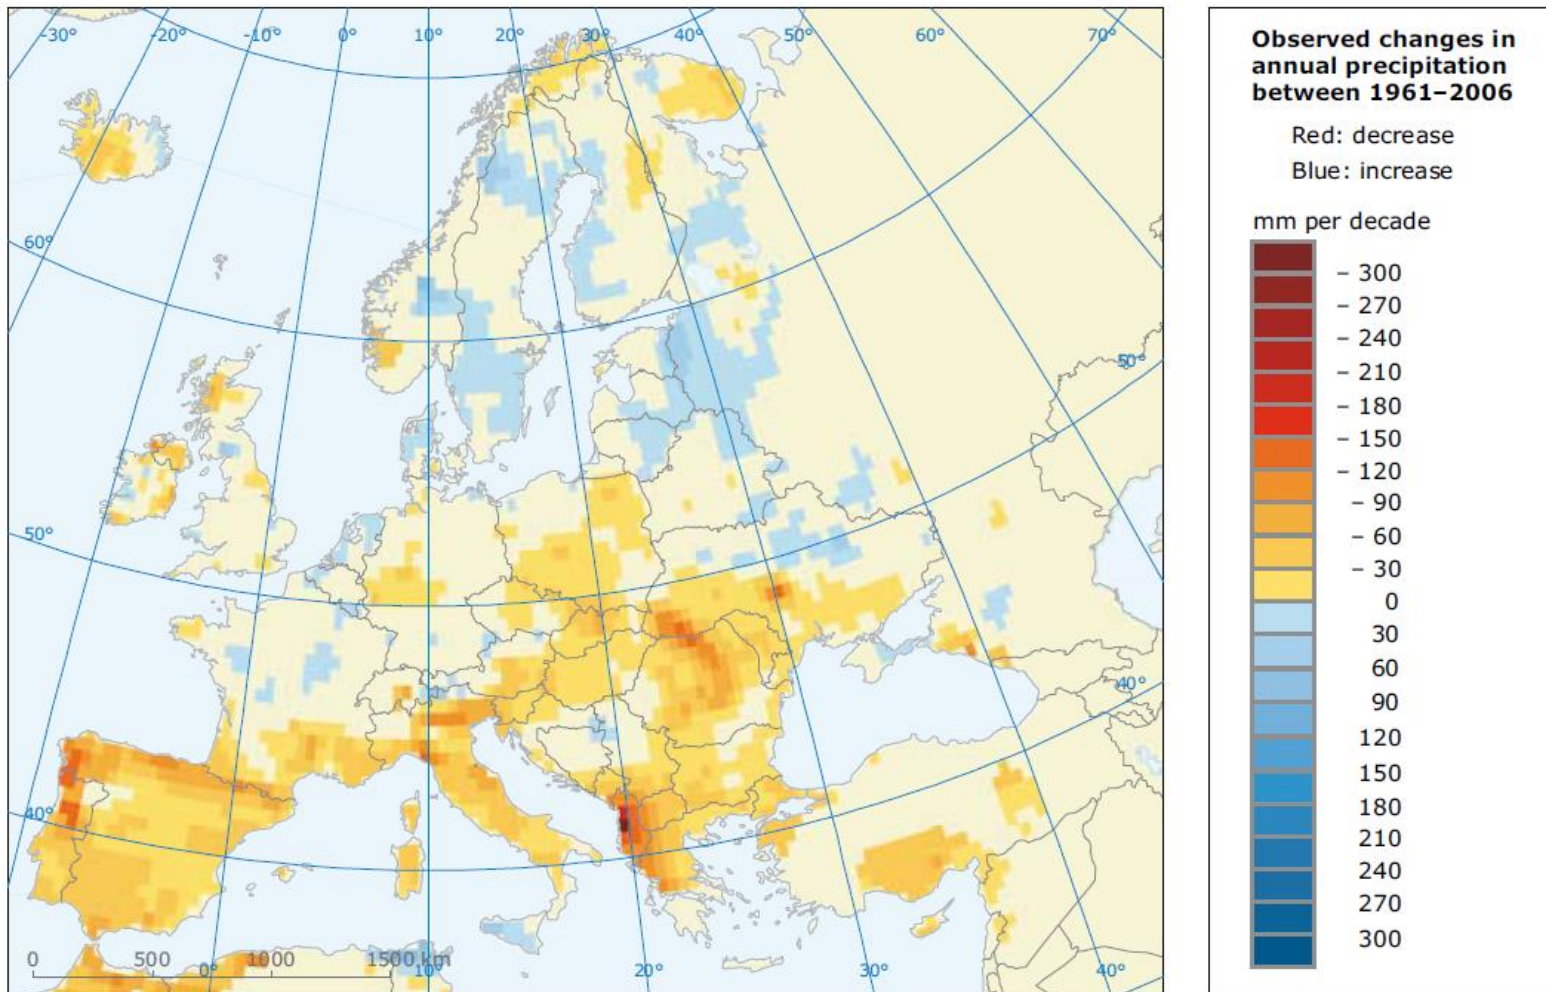 -30° -20° -10° 0° 10° 20° 30° 40° 50° 60° 70°
60°
50°
50°
40°
40°
0 500 1000 1500 km
0° 10° 20° 30° 40°
Observed changes in
annual precipitation
between 1961–2006
Red: decrease
Blue: increase
mm per decade
– 300
– 270
– 240
– 210
– 180
– 150
– 120
– 90
– 60
– 30
0
30
60
90
120
150
180
210
240
270
300